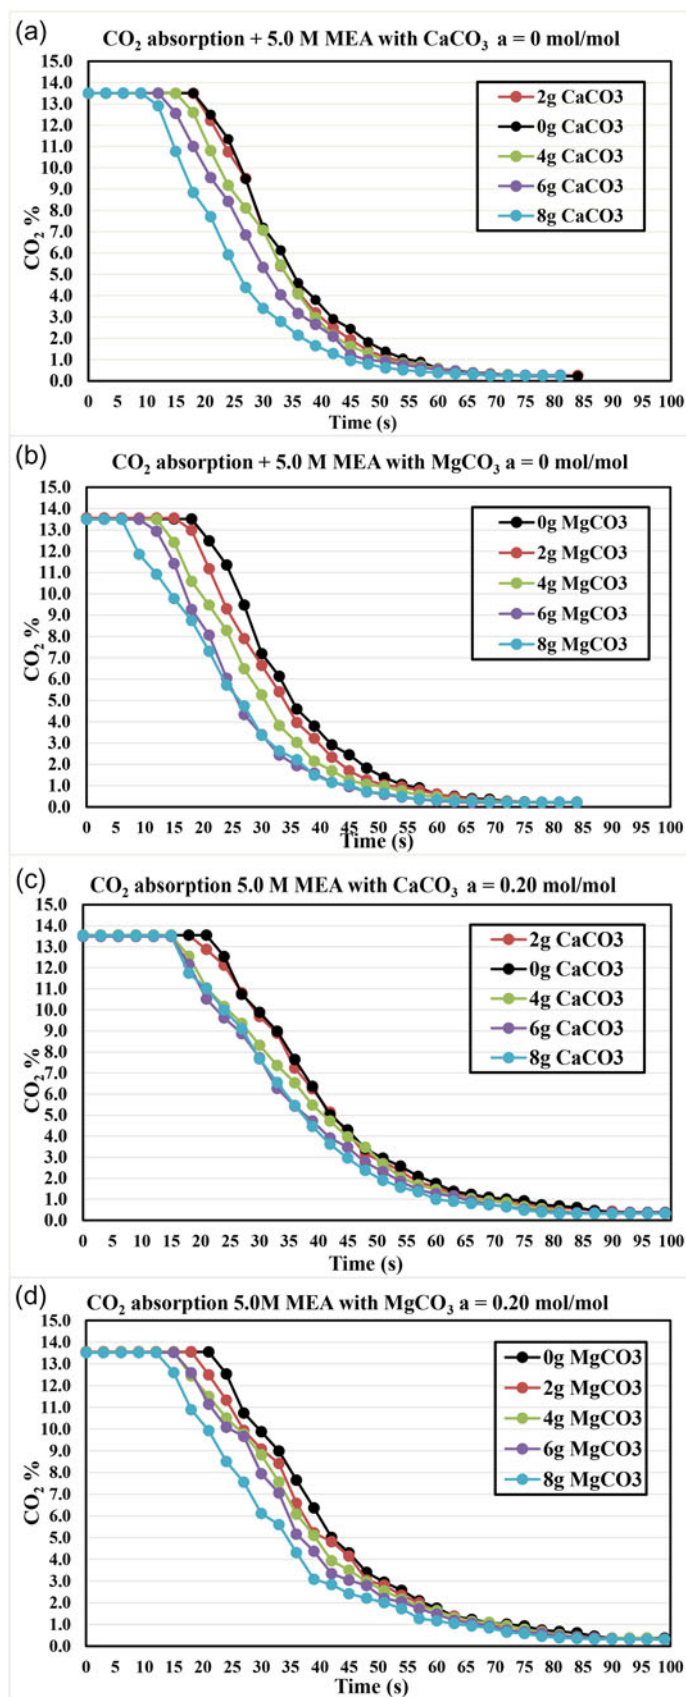 (a)
CO₂ absorption + 5.0 M MEA with CaCO₃ a = 0 mol/mol
15.0
14.0
13.0
12.0
11.0
10.0
9.0
8.0
7.0
6.0
5.0
4.0
3.0
2.0
1.0
0.0
CO₂ %
2g CaCO3
0g CaCO3
4g CaCO3
6g CaCO3
8g CaCO3
0 5 10 15 20 25 30 35 40 45 50 55 60 65 70 75 80 85 90 95 100
Time (s)
(b)
CO₂ absorption + 5.0 M MEA with MgCO₃ a = 0 mol/mol
15.0
14.0
13.0
12.0
11.0
10.0
9.0
8.0
7.0
6.0
5.0
4.0
3.0
2.0
1.0
0.0
CO₂ %
0g MgCO3
2g MgCO3
4g MgCO3
6g MgCO3
8g MgCO3
0 5 10 15 20 25 30 35 40 45 50 55 60 65 70 75 80 85 90 95 100
Time (s)
(c)
CO₂ absorption 5.0 M MEA with CaCO₃ a = 0.20 mol/mol
15.0
14.0
13.0
12.0
11.0
10.0
9.0
8.0
7.0
6.0
5.0
4.0
3.0
2.0
1.0
0.0
CO₂ %
2g CaCO3
0g CaCO3
4g CaCO3
6g CaCO3
8g CaCO3
0 5 10 15 20 25 30 35 40 45 50 55 60 65 70 75 80 85 90 95 100
Time (s)
(d)
CO₂ absorption 5.0M MEA with MgCO₃ a = 0.20 mol/mol
15.0
14.0
13.0
12.0
11.0
10.0
9.0
8.0
7.0
6.0
5.0
4.0
3.0
2.0
1.0
0.0
CO₂ %
0g MgCO3
2g MgCO3
4g MgCO3
6g MgCO3
8g MgCO3
0 5 10 15 20 25 30 35 40 45 50 55 60 65 70 75 80 85 90 95 100
Time (s)